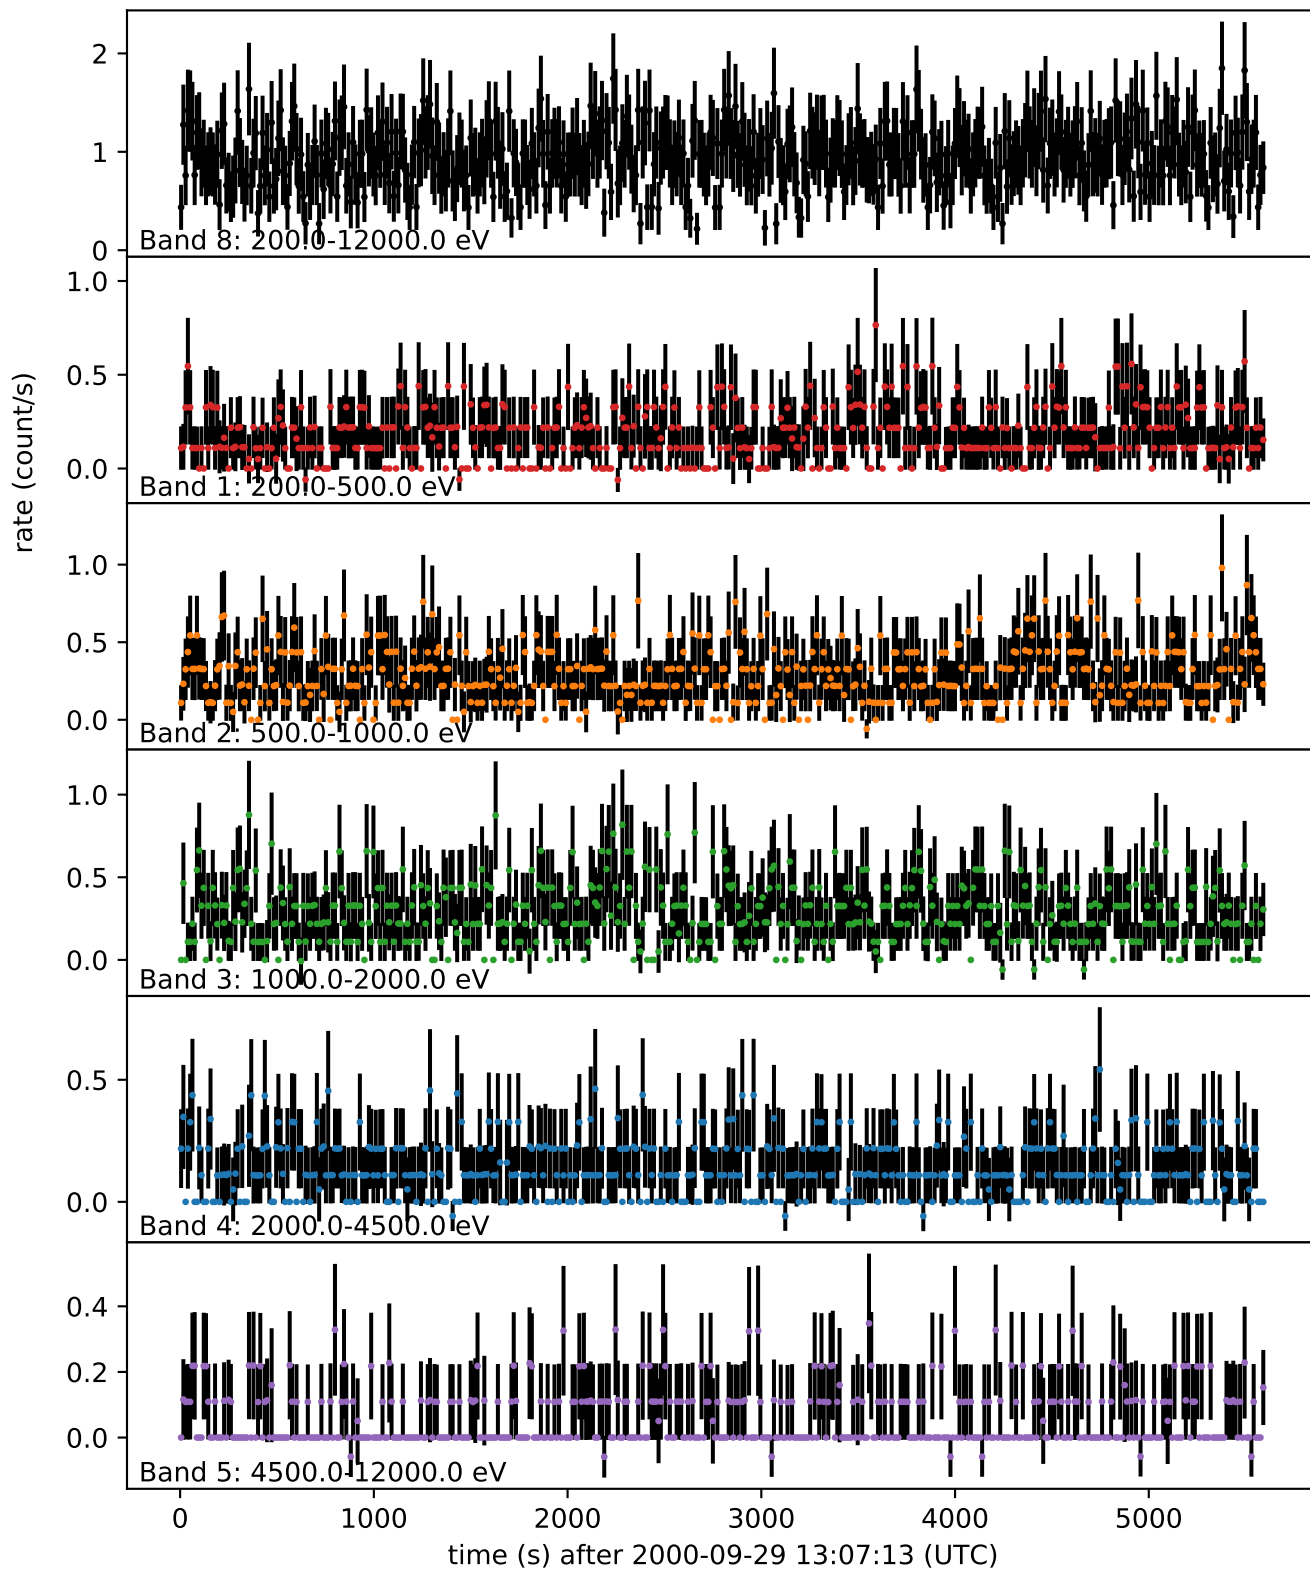 2
1
0
Band 8: 200.0-12000.0 eV
1.0
0.5
0.0
Band 1: 200.0-500.0 eV
rate (count/s)
1.0
0.5
0.0
Band 2: 500.0-1000.0 eV
1.0
0.5
0.0
Band 3: 1000.0-2000.0 eV
0.5
0.0
Band 4: 2000.0-4500.0 eV
0.4
0.2
0.0
Band 5: 4500.0-12000.0 eV
0 1000 2000 3000 4000 5000
time (s) after 2000-09-29 13:07:13 (UTC)